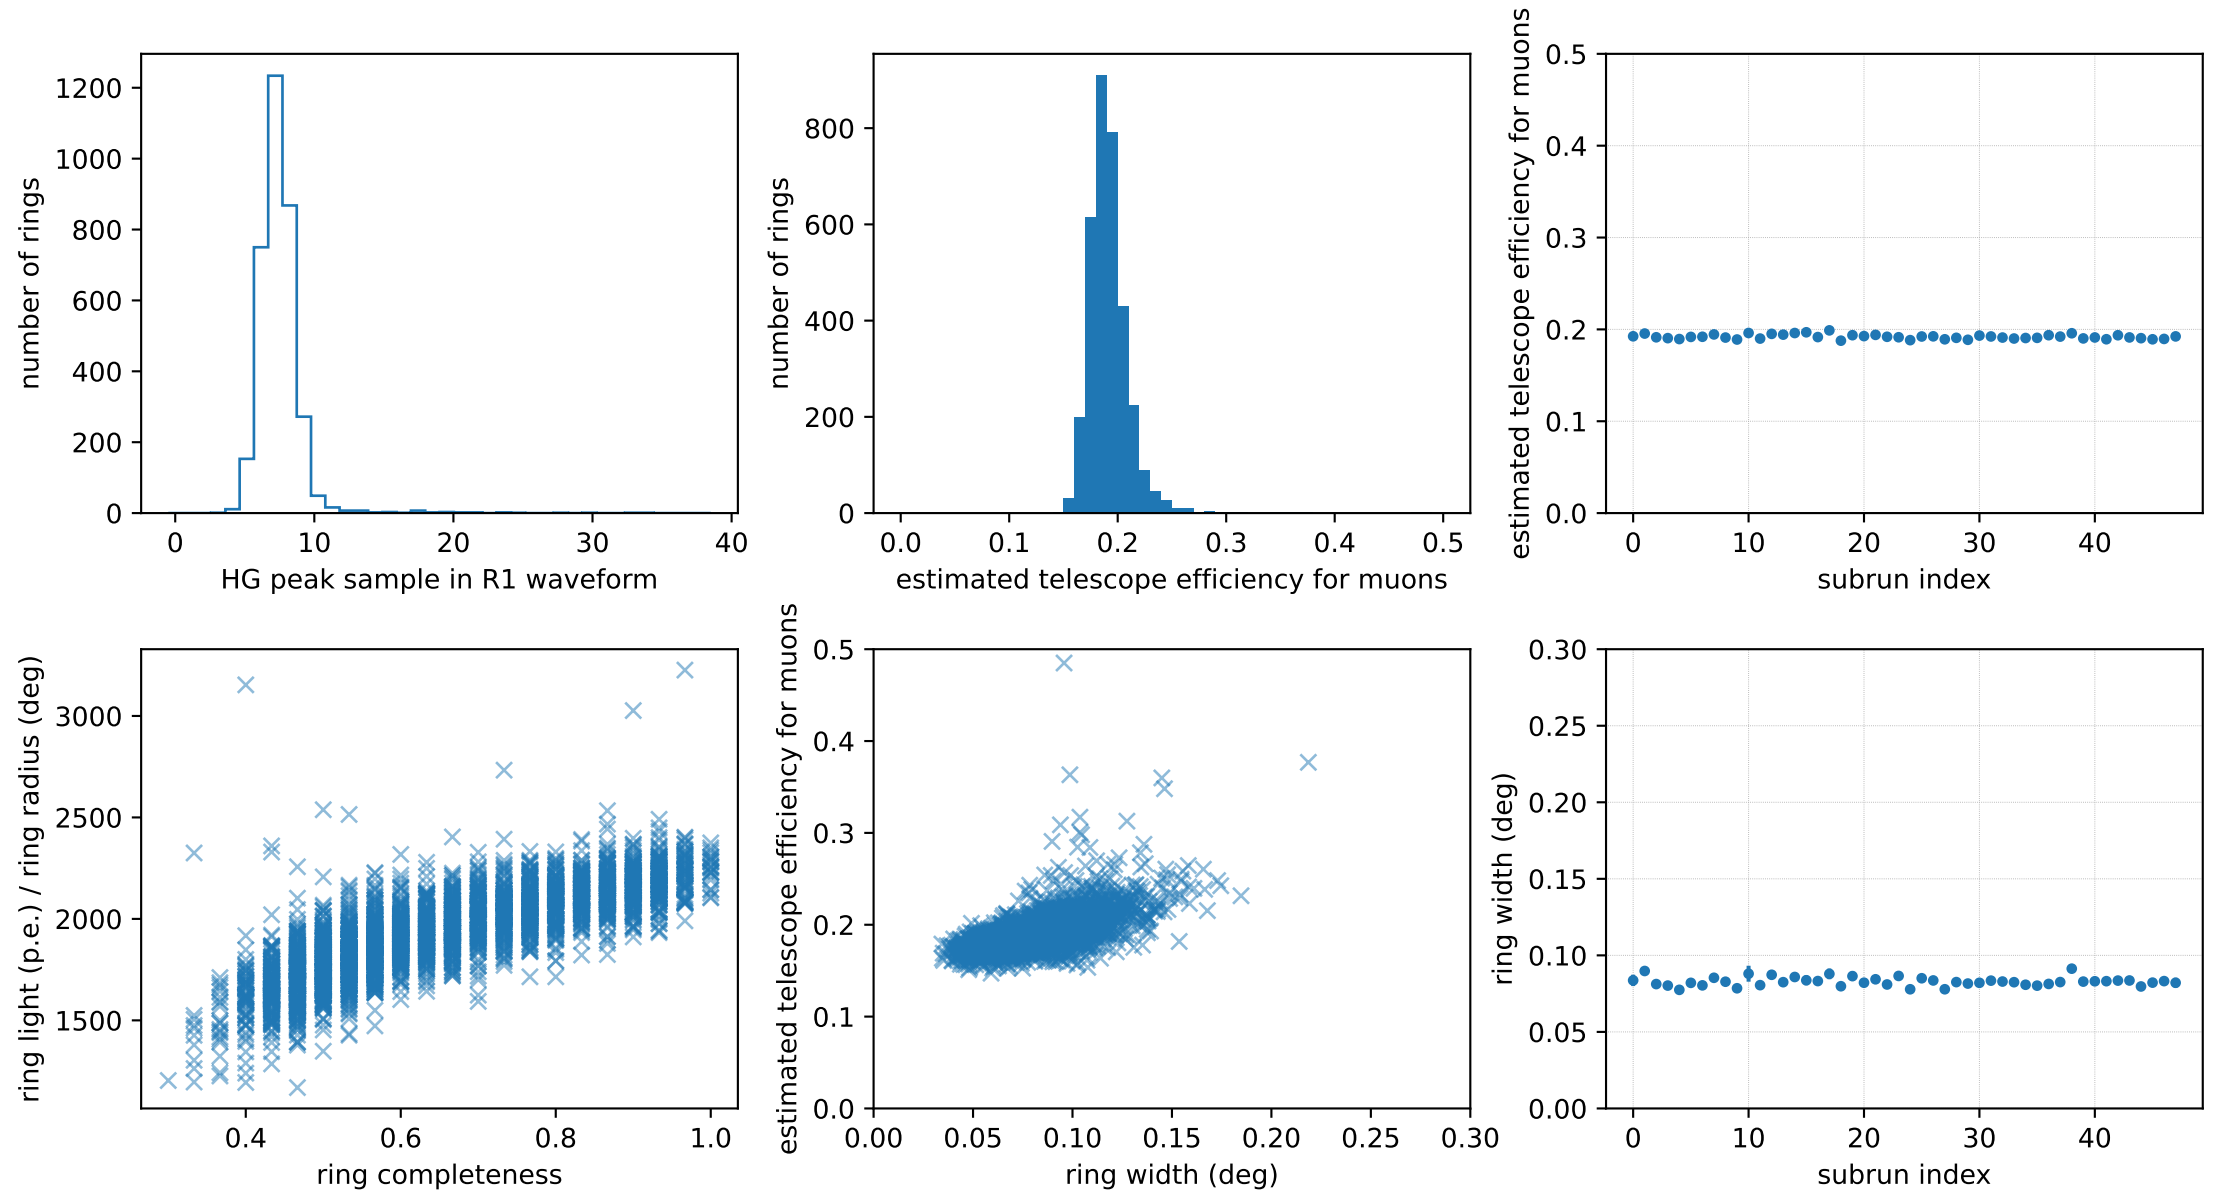 1200
1000
800
600
400
200
0
number of rings
0 10 20 30 40
HG peak sample in R1 waveform
800
600
400
200
0
number of rings
0.0 0.1 0.2 0.3 0.4 0.5
estimated telescope efficiency for muons
0.5
0.4
0.3
0.2
0.1
0.0
estimated telescope efficiency for muons
0 10 20 30 40
subrun index
3000
2500
2000
1500
ring light (p.e.) / ring radius (deg)
0.4 0.6 0.8 1.0
ring completeness
0.5
0.4
0.3
0.2
0.1
0.0
estimated telescope efficiency for muons
0.00 0.05 0.10 0.15 0.20 0.25 0.30
ring width (deg)
0.30
0.25
0.20
0.15
0.10
0.05
0.00
ring width (deg)
0 10 20 30 40
subrun index